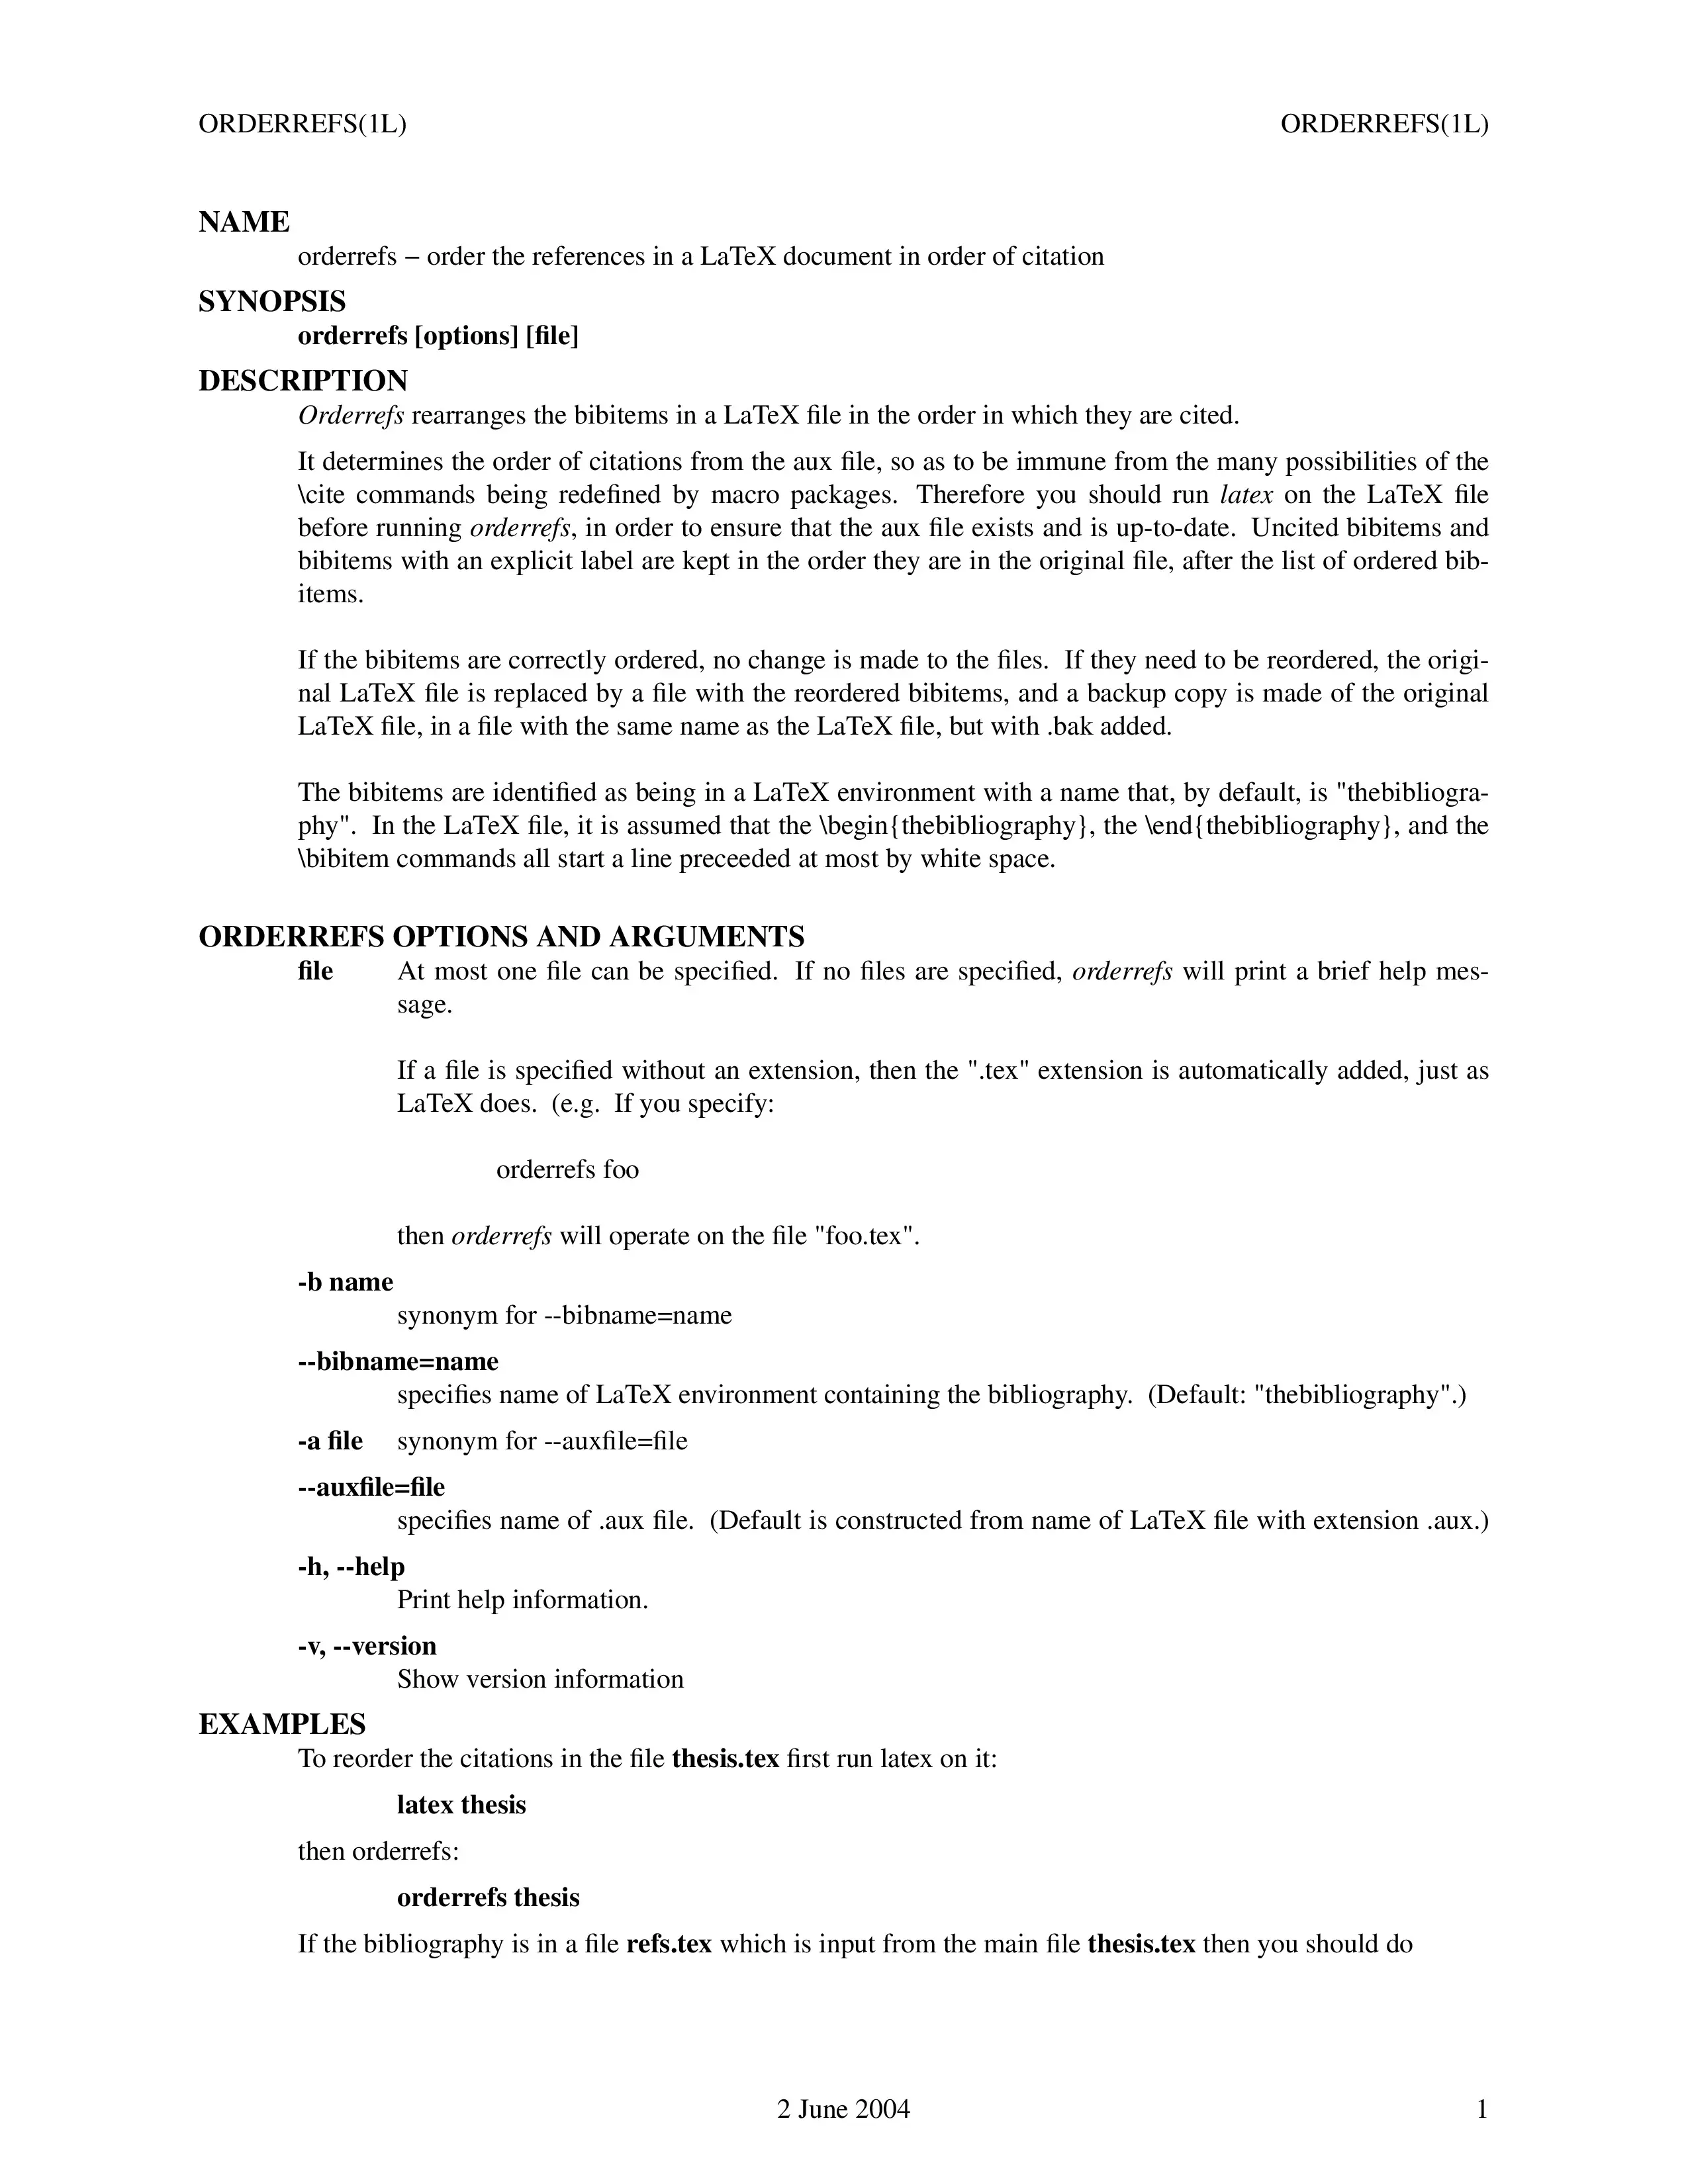 ORDERREFS(1L) ORDERREFS(1L)
NAME
orderrefs − order the references in a LaTeX document in order of citation
SYNOPSIS
orderrefs [options] [file]
DESCRIPTION
Orderrefs rearranges the bibitems in a LaTeX file in the order in which they are cited.
It determines the order of citations from the aux file, so as to be immune from the many possibilities of the
\cite commands being redefined by macro packages. Therefore you should run latex on the LaTeX file
before running orderrefs, in order to ensure that the aux file exists and is up-to-date. Uncited bibitems and
bibitems with an explicit label are kept in the order they are in the original file, after the list of ordered bib-
items.
If the bibitems are correctly ordered, no change is made to the files. If they need to be reordered, the origi-
nal LaTeX file is replaced by a file with the reordered bibitems, and a backup copy is made of the original
LaTeX file, in a file with the same name as the LaTeX file, but with .bak added.
The bibitems are identified as being in a LaTeX environment with a name that, by default, is "thebibliogra-
phy". In the LaTeX file, it is assumed that the \begin{thebibliography}, the \end{thebibliography}, and the
\bibitem commands all start a line preceeded at most by white space.
ORDERREFS OPTIONS AND ARGUMENTS
file At most one file can be specified. If no files are specified, orderrefs will print a brief help mes-
sage.
If a file is specified without an extension, then the ".tex" extension is automatically added, just as
LaTeX does. (e.g. If you specify:
orderrefs foo
then orderrefs will operate on the file "foo.tex".
-b name
synonym for --bibname=name
--bibname=name
specifies name of LaTeX environment containing the bibliography. (Default: "thebibliography".)
-a file synonym for --auxfile=file
--auxfile=file
specifies name of .aux file. (Default is constructed from name of LaTeX file with extension .aux.)
-h, --help
Print help information.
-v, --version
Show version information
EXAMPLES
To reorder the citations in the file thesis.tex first run latex on it:
latex thesis
then orderrefs:
orderrefs thesis
If the bibliography is in a file refs.tex which is input from the main file thesis.tex then you should do
2 June 2004 1